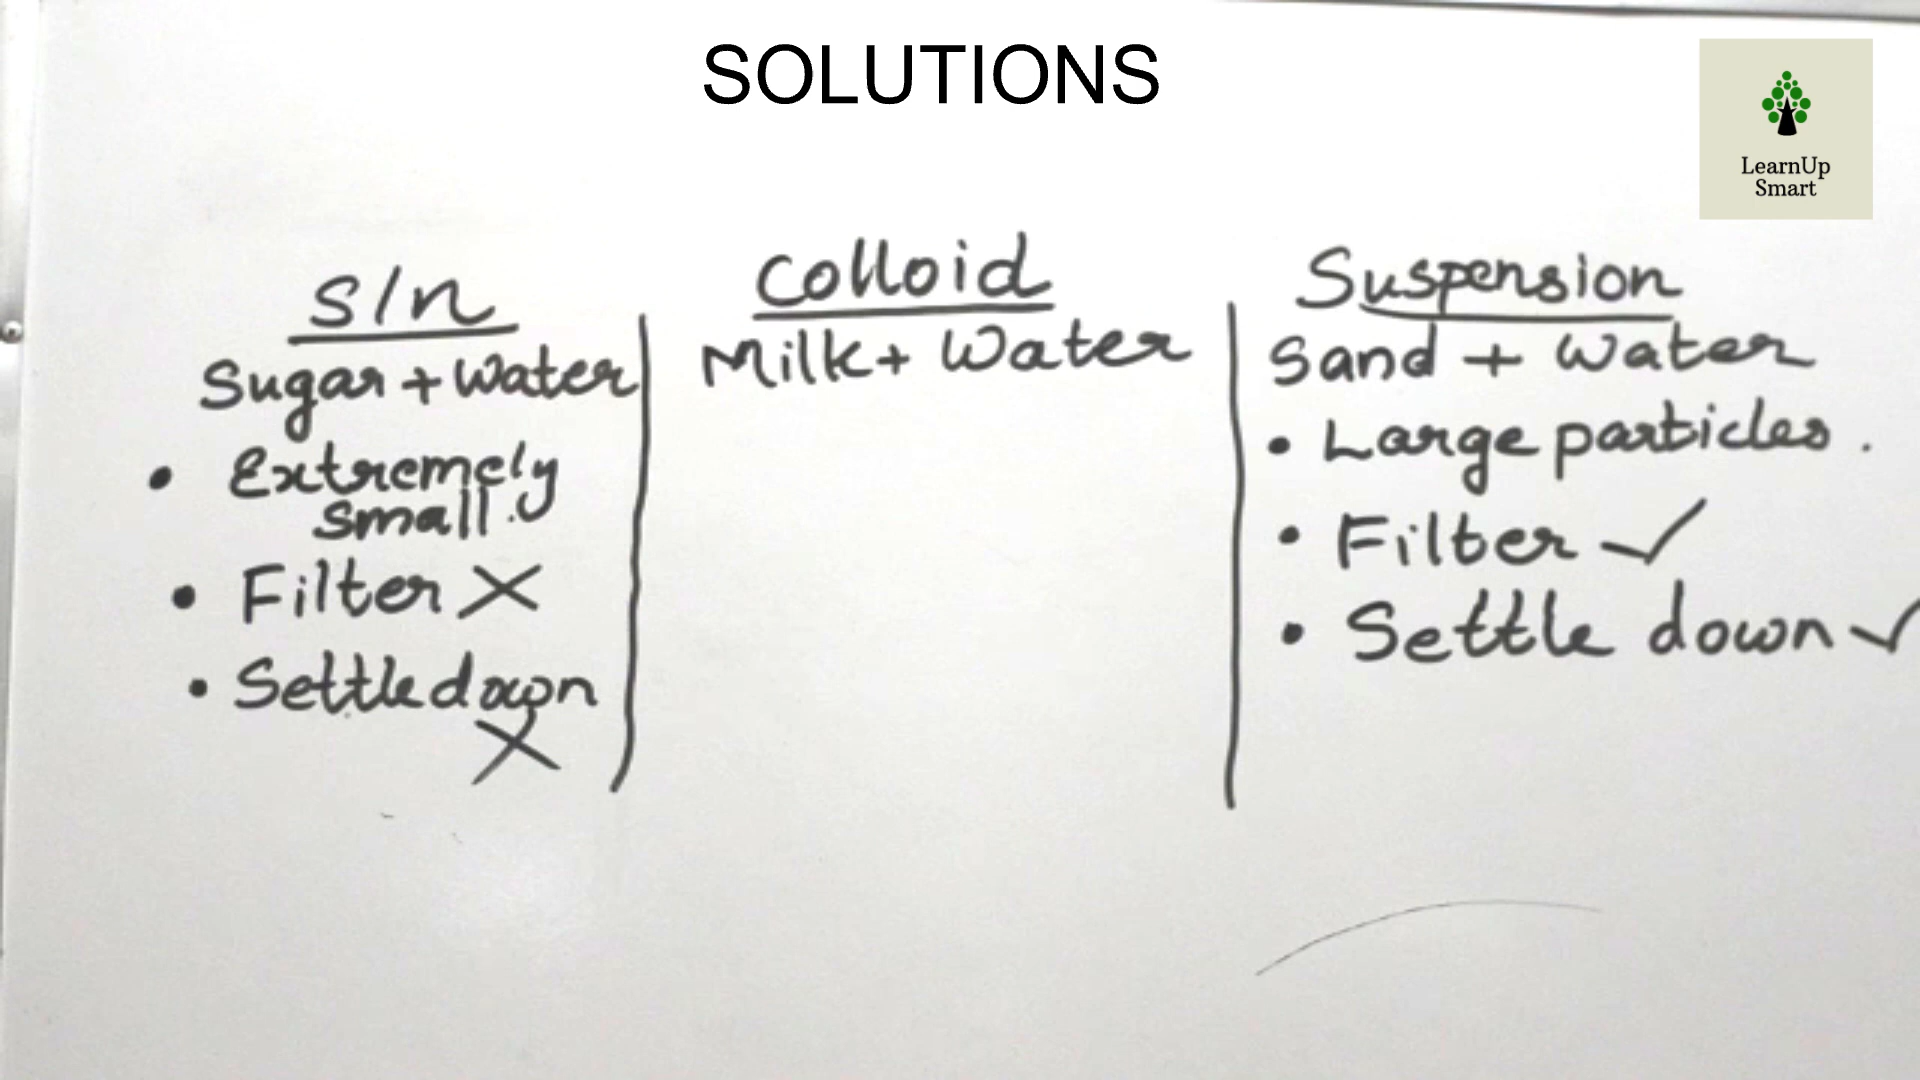 SOLUTIONS
LearnUp
Smart
S/n
Sugar + Water
• Extremely
small.
• Filter ✗
• Settle down
✗
Colloid
Milk + Water
Suspension
Sand + Water
• Large particles.
• Filter ✓
• Settle down ✓